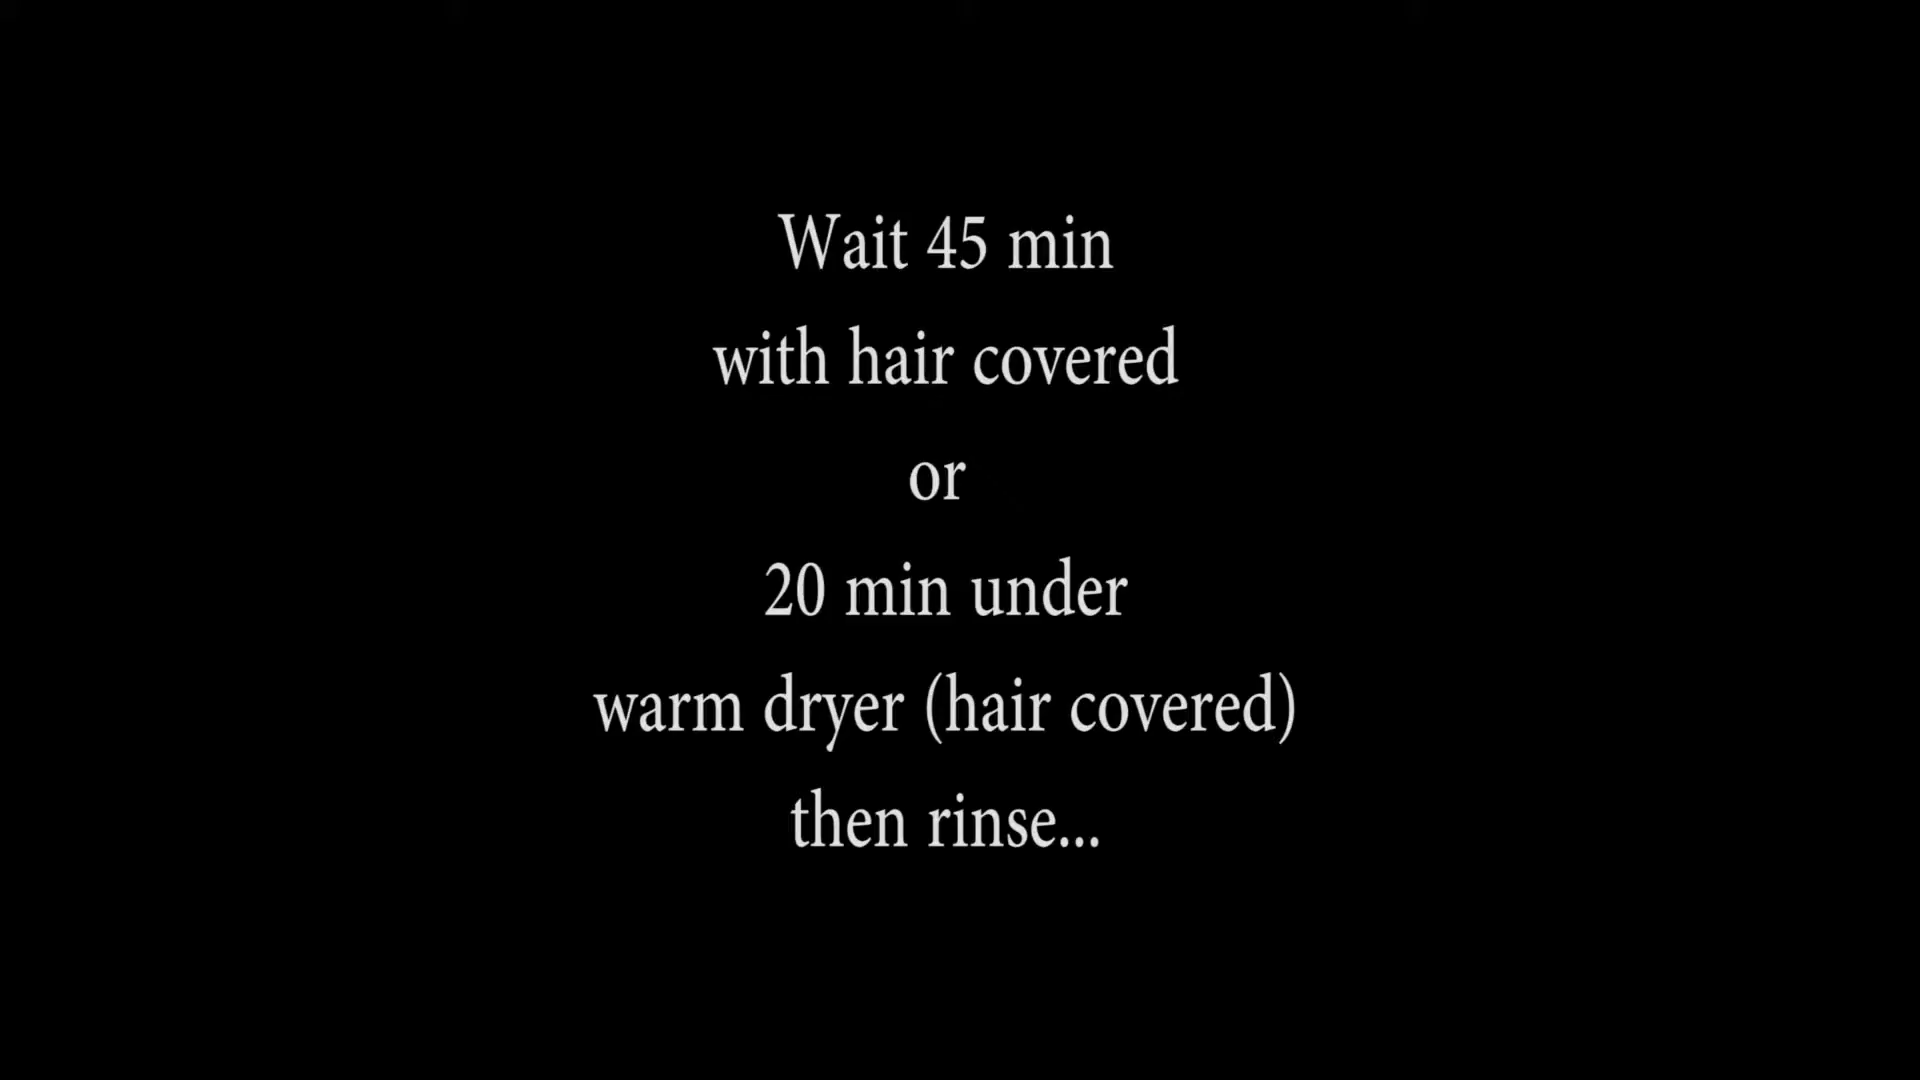 Wait 45 min
with hair covered
or
20 min under
warm dryer (hair covered)
then rinse...